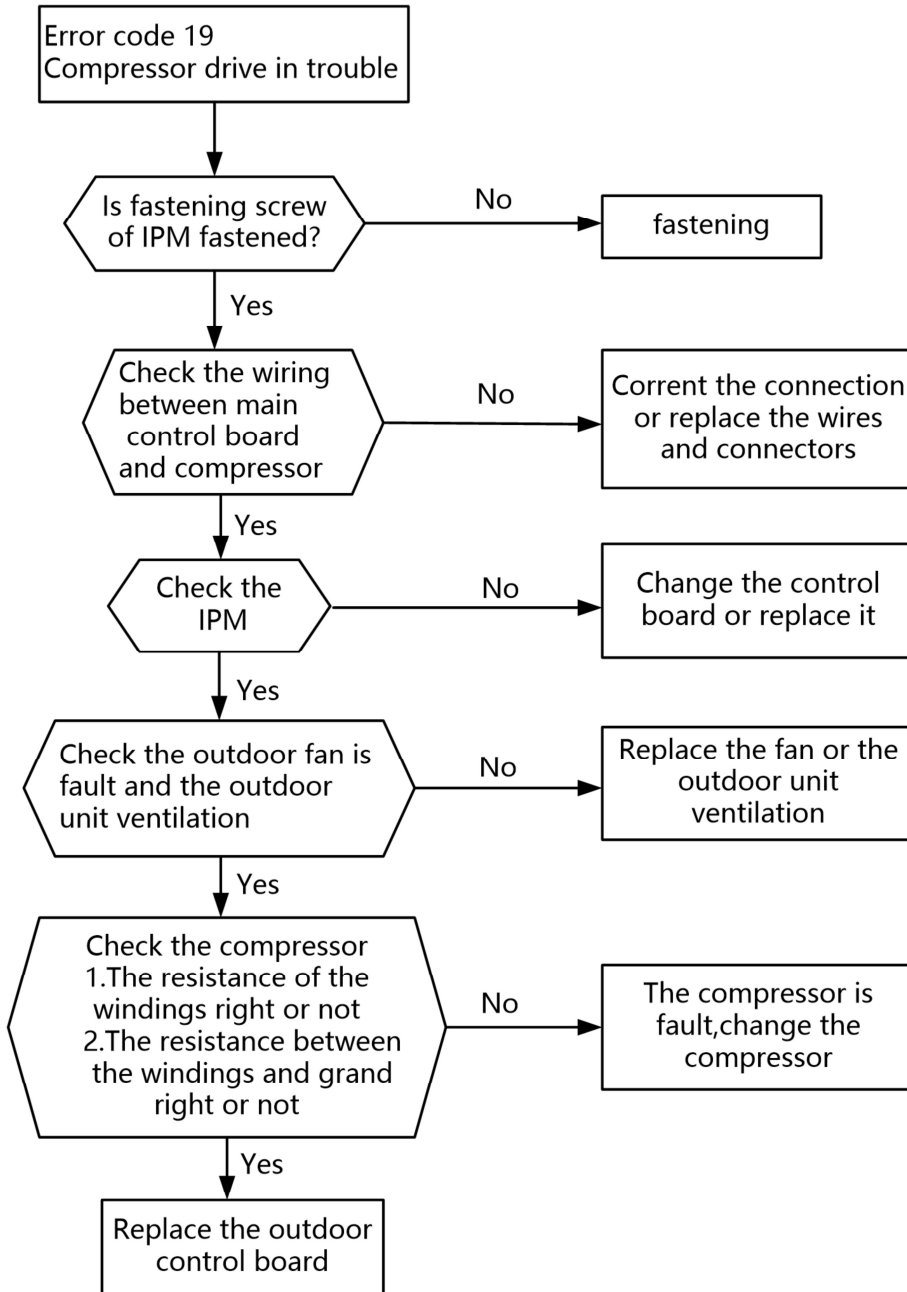 Error code 19
Compressor drive in trouble
Is fastening screw
of IPM fastened?
No
fastening
Yes
Check the wiring
between main
control board
and compressor
No
Corrent the connection
or replace the wires
and connectors
Yes
Check the
IPM
No
Change the control
board or replace it
Yes
Check the outdoor fan is
fault and the outdoor
unit ventilation
No
Replace the fan or the
outdoor unit
ventilation
Yes
Check the compressor
1.The resistance of the
windings right or not
2.The resistance between
the windings and grand
right or not
No
The compressor is
fault,change the
compressor
Yes
Replace the outdoor
control board